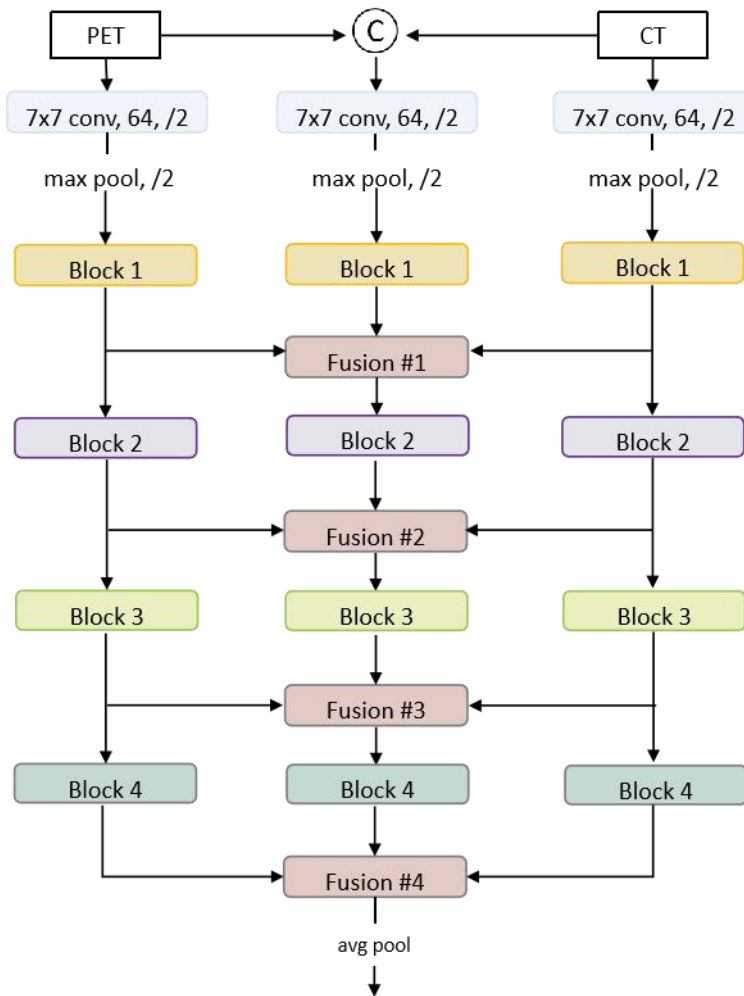 PET
C
CT
7x7 conv, 64, /2
7x7 conv, 64, /2
7x7 conv, 64, /2
max pool, /2
max pool, /2
max pool, /2
Block 1
Block 1
Block 1
Fusion #1
Block 2
Block 2
Block 2
Fusion #2
Block 3
Block 3
Block 3
Fusion #3
Block 4
Block 4
Block 4
Fusion #4
avg pool